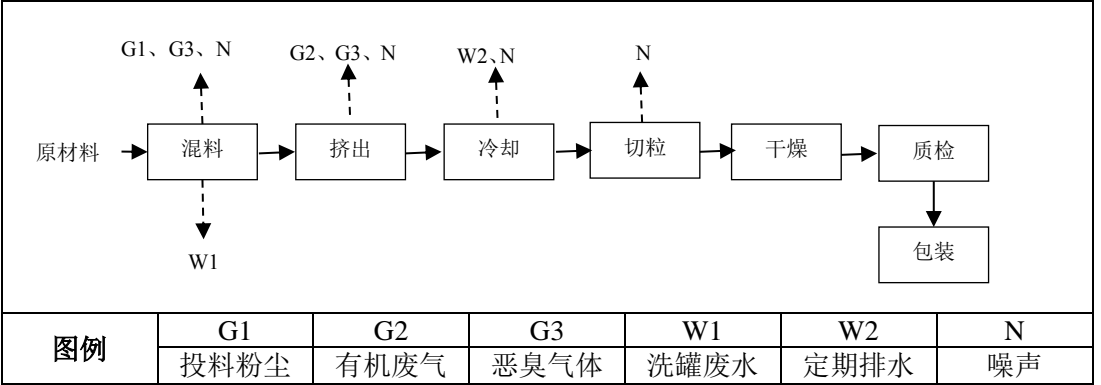 G1、G3、N
G2、G3、N
W2、N
N
原材料
混料
挤出
冷却
切粒
干燥
质检
W1
包装
图例 G1 G2 G3 W1 W2 N
投料粉尘 有机废气 恶臭气体 洗罐废水 定期排水 噪声